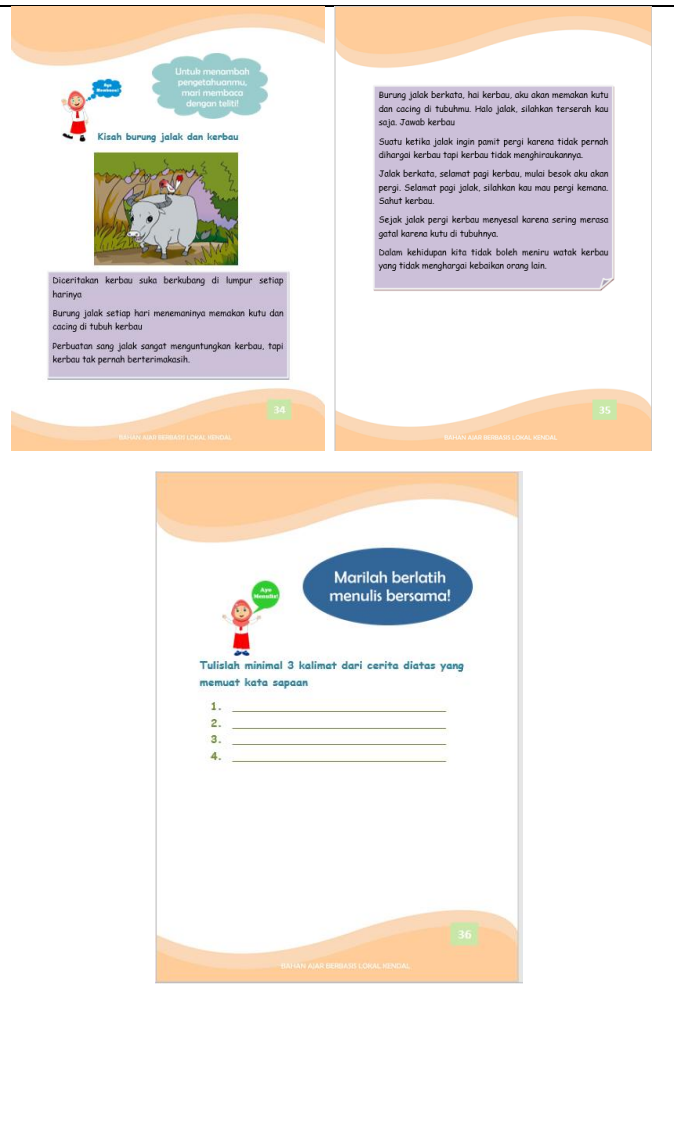 Ayo
Membaca!
Untuk menambah
pengetahuanmu,
mari membaca
dengan teliti!
Kisah burung jalak dan kerbau
Diceritakan kerbau suka berkubang di lumpur setiap
harinya
Burung jalak setiap hari menemaninya memakan kutu dan
cacing di tubuh kerbau
Perbuatan sang jalak sangat menguntungkan kerbau, tapi
kerbau tak pernah berterimakasih.
34
BAHAN AJAR BERBASIS LOKAL KENDAL
Burung jalak berkata, hai kerbau, aku akan memakan kutu
dan cacing di tubuhmu. Halo jalak, silahkan terserah kau
saja. Jawab kerbau
Suatu ketika jalak ingin pamit pergi karena tidak pernah
dihargai kerbau tapi kerbau tidak menghiraukannya.
Jalak berkata, selamat pagi kerbau, mulai besok aku akan
pergi. Selamat pagi jalak, silahkan kau mau pergi kemana.
Sahut kerbau.
Sejak jalak pergi kerbau menyesal karena sering merasa
gatal karena kutu di tubuhnya.
Dalam kehidupan kita tidak boleh meniru watak kerbau
yang tidak menghargai kebaikan orang lain.
35
BAHAN AJAR BERBASIS LOKAL KENDAL
Marilah berlatih
menulis bersama!
Ayo
Menulis!
Tulislah minimal 3 kalimat dari cerita diatas yang
memuat kata sapaan
1.
2.
3.
4.
36
BAHAN AJAR BERBASIS LOKAL KENDAL